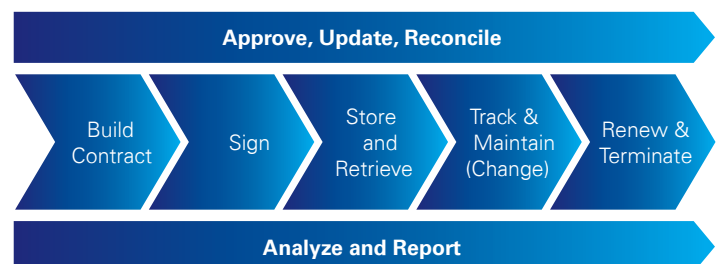 Approve, Update, Reconcile
Build
Contract
Sign
Store
and
Retrieve
Track &
Maintain
(Change)
Renew &
Terminate
Analyze and Report